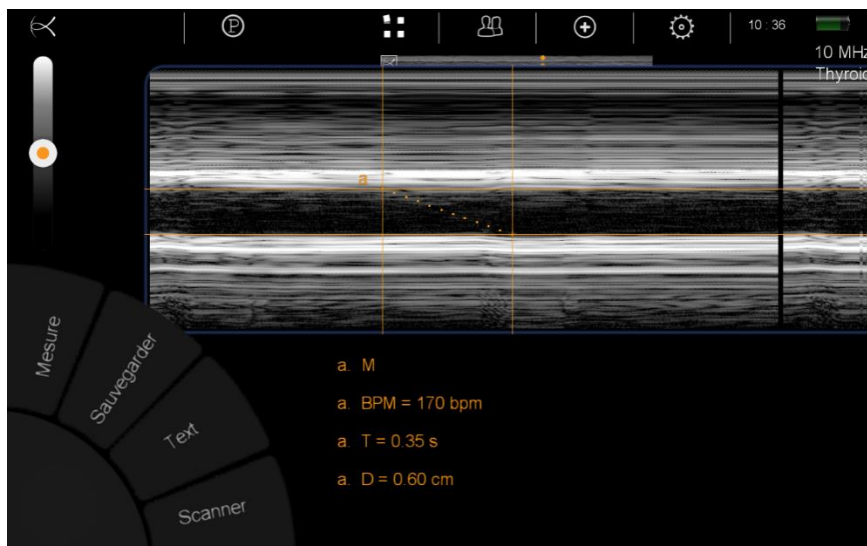 P
10 : 36
10 MHz
Thyroid
a
Mesure
Sauvegarder
Text
Scanner
a. M
a. BPM = 170 bpm
a. T = 0.35 s
a. D = 0.60 cm